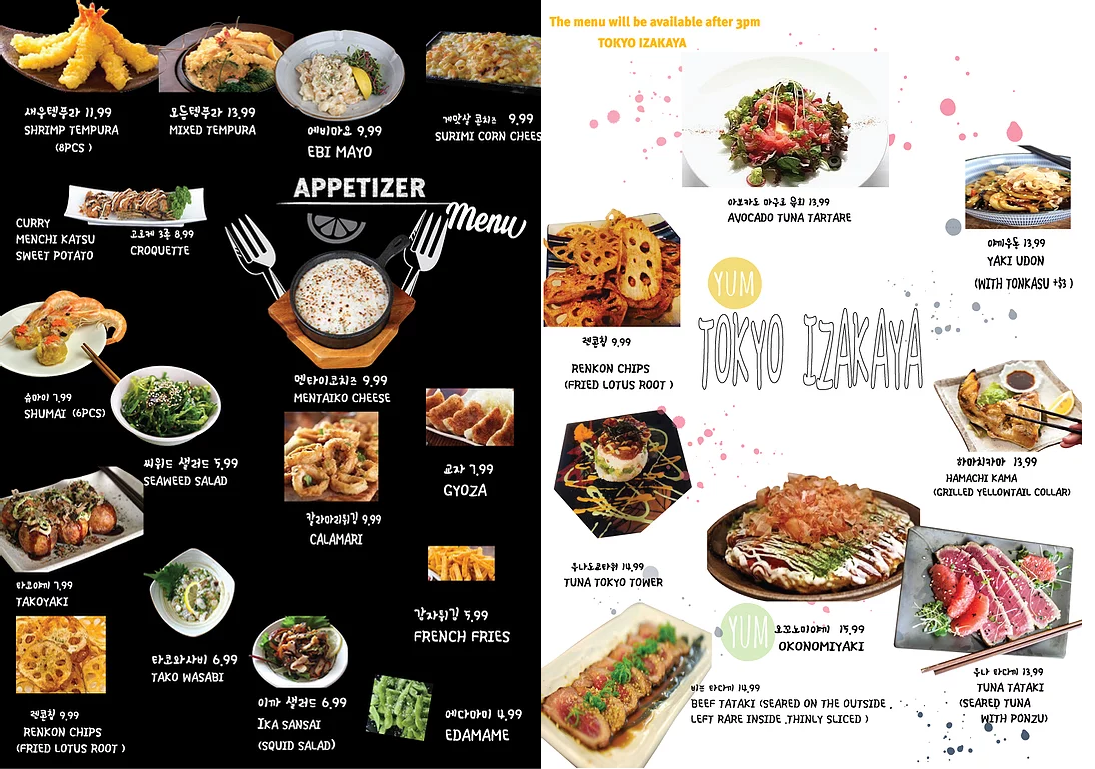 새우텐푸라 11.99
SHRIMP TEMPURA
(8PCS )
모듬텐푸라 13.99
MIXED TEMPURA
에비마요 9.99
EBI MAYO
게맛살 콘치즈 9.99
SURIMI CORN CHEES
APPETIZER
Menu
CURRY
MENCHI KATSU
SWEET POTATO
고로케 3종 8.99
CROQUETTE
멘타이코치즈 9.99
MENTAIKO CHEESE
슈마이 7.99
SHUMAI (6PCS)
씨위드 샐러드 5.99
SEAWEED SALAD
교자 7.99
GYOZA
칼라마리튀김 9.99
CALAMARI
타코야끼 7.99
TAKOYAKI
감자튀김 5.99
FRENCH FRIES
타코와사비 6.99
TAKO WASABI
이까 샐러드 6.99
IKA SANSAI
(SQUID SALAD)
에다마미 4.99
EDAMAME
렌콘칩 9.99
RENKON CHIPS
(FRIED LOTUS ROOT )
The menu will be available after 3pm
TOKYO IZAKAYA
아보카도 마구로 육회 13.99
AVOCADO TUNA TARTARE
야끼우동 13.99
YAKI UDON
(WITH TONKASU +$3 )
YUM
TOKYO IZAKAYA
렌콘칩 9.99
RENKON CHIPS
(FRIED LOTUS ROOT )
하마치카마 13.99
HAMACHI KAMA
(GRILLED YELLOWTAIL COLLAR)
우나도쿄타워 14.99
TUNA TOKYO TOWER
YUM
오꼬노미야끼 15.99
OKONOMIYAKI
비프 타다끼 14.99
BEEF TATAKI (SEARED ON THE OUTSIDE ,
LEFT RARE INSIDE ,THINLY SLICED )
우나 타다끼 13.99
TUNA TATAKI
(SEARED TUNA
WITH PONZU)